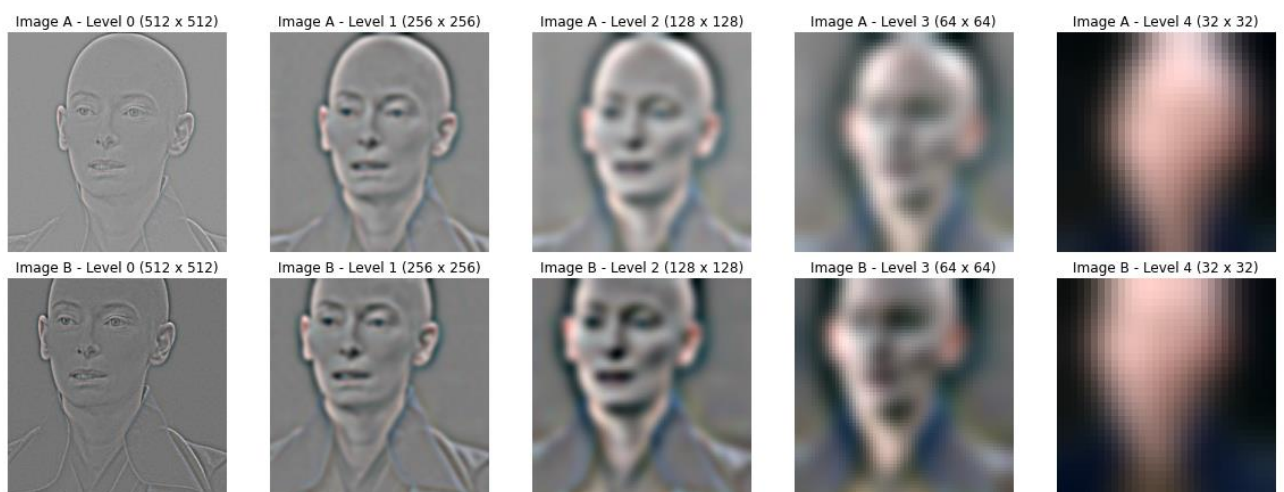 Image A - Level 0 (512 x 512)
Image A - Level 1 (256 x 256)
Image A - Level 2 (128 x 128)
Image A - Level 3 (64 x 64)
Image A - Level 4 (32 x 32)
Image B - Level 0 (512 x 512)
Image B - Level 1 (256 x 256)
Image B - Level 2 (128 x 128)
Image B - Level 3 (64 x 64)
Image B - Level 4 (32 x 32)